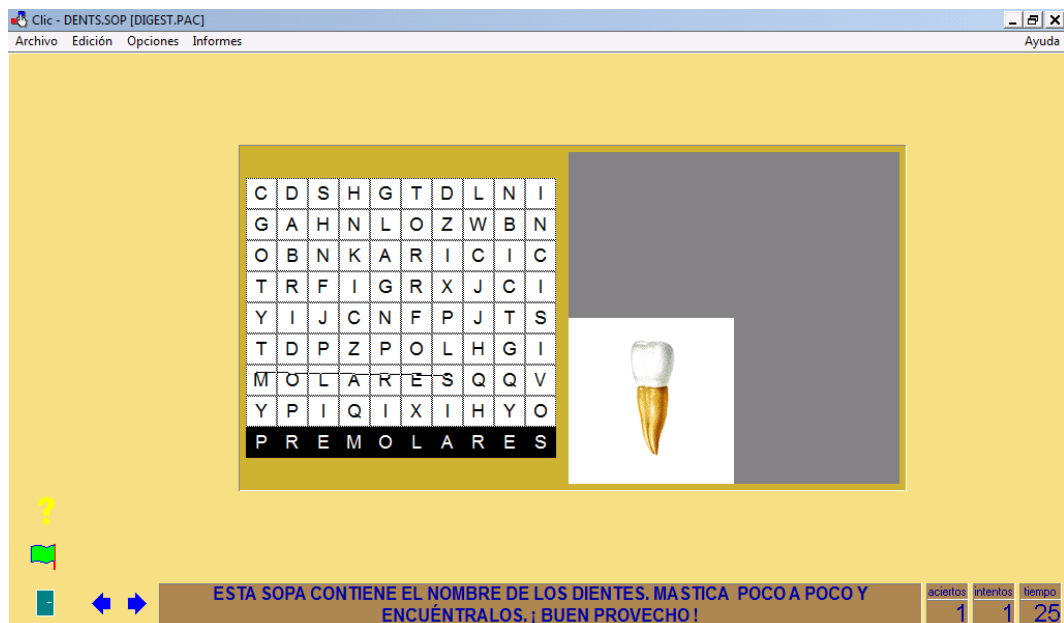 Clic - DENTS.SOP [DIGEST.PAC]
Archivo Edición Opciones Informes Ayuda
C D S H G T D L N I
G A H N L O Z W B N
O B N K A R I C I C
T R F I G R X J C I
Y I J C N F P J T S
T D P Z P O L H G I
M O L A R E S Q Q V
Y P I Q I X I H Y O
P R E M O L A R E S
?
ESTA SOPA CONTIENE EL NOMBRE DE LOS DIENTES. MASTICA POCO A POCO Y
ENCUÉNTRALOS. ¡ BUEN PROVECHO !
aciertos intentos tiempo
1 1 25